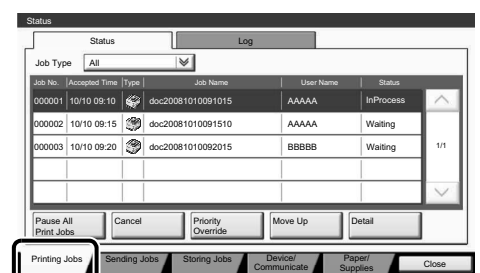 Status
Status Log
Job Type All
Job No. Accepted Time Type Job Name User Name Status
000001 10/10 09:10 doc20081010091015 AAAAA InProcess
000002 10/10 09:15 doc20081010091510 AAAAA Waiting
000003 10/10 09:20 doc20081010092015 BBBBB Waiting
1/1
Pause All Print Jobs Cancel Priority Override Move Up Detail
Printing Jobs Sending Jobs Storing Jobs Device/Communicate Paper/Supplies Close